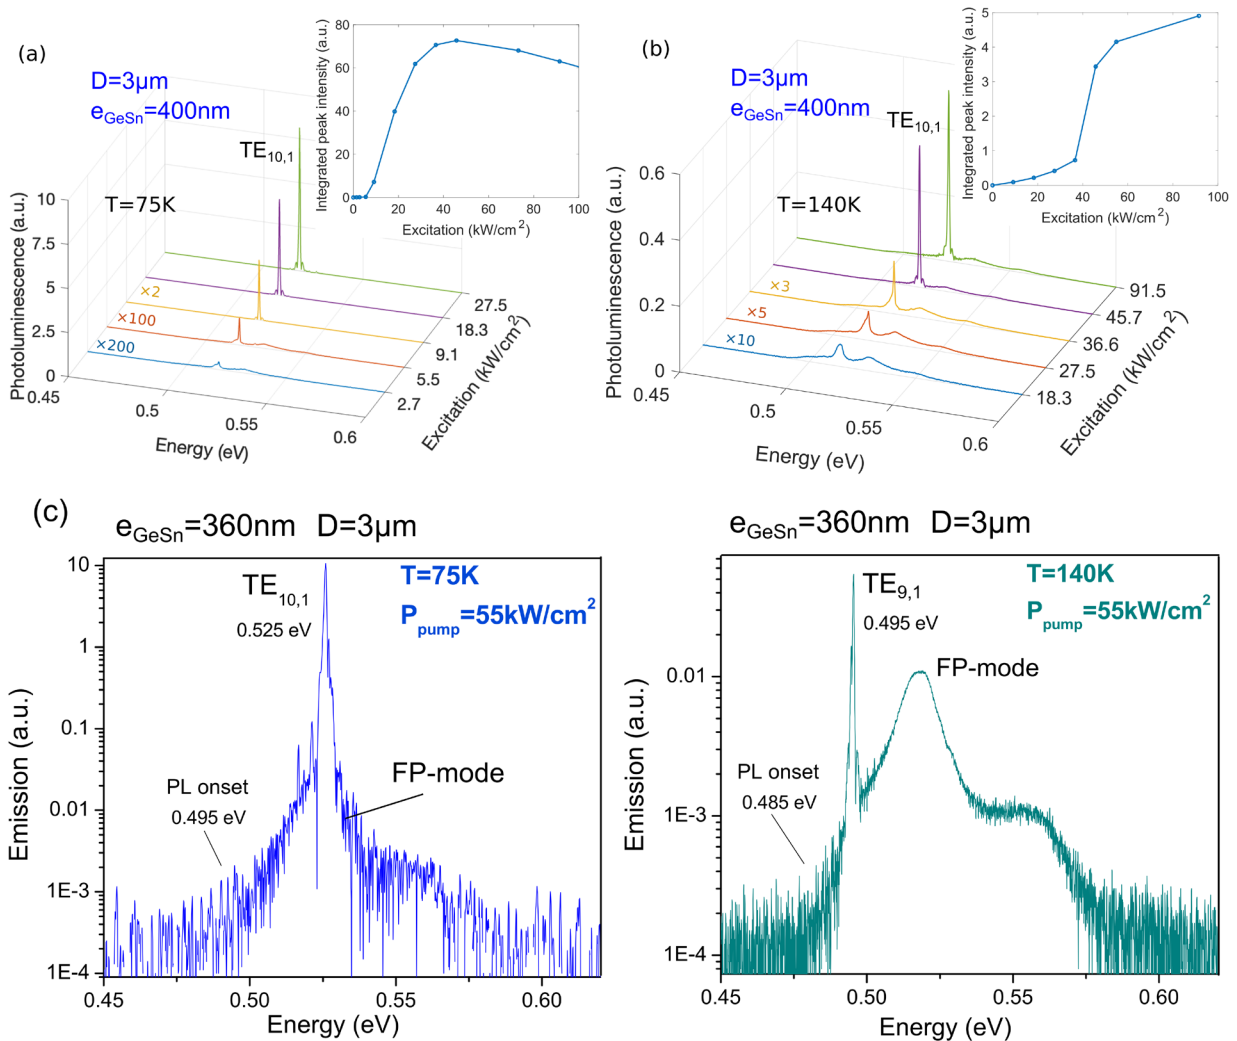 (a)
D=3μm
eGeSn=400nm
TE10,1
T=75K
Photoluminescence (a.u.)
10
7.5
5
2.5
0
×2
×100
×200
0.45
0.5
0.55
0.6
Energy (eV)
27.5
18.3
9.1
5.5
2.7
Excitation (kW/cm2)
Integrated peak intensity (a.u.)
80
60
40
20
0
0 20 40 60 80 100
Excitation (kW/cm2)
(b)
D=3μm
eGeSn=400nm
TE10,1
T=140K
Photoluminescence (a.u.)
0.6
0.4
0.2
0
×3
×5
×10
0.45
0.5
0.55
0.6
Energy (eV)
91.5
45.7
36.6
27.5
18.3
Excitation (kW/cm2)
Integrated peak intensity (a.u.)
5
4
3
2
1
0
0 20 40 60 80 100
Excitation (kW/cm2)
(c)
eGeSn=360nm D=3μm
TE10,1
0.525 eV
T=75K
Ppump=55kW/cm2
FP-mode
PL onset
0.495 eV
Emission (a.u.)
10
1
0.1
0.01
1E-3
1E-4
0.45 0.50 0.55 0.60
Energy (eV)
eGeSn=360nm D=3μm
TE9,1
0.495 eV
T=140K
Ppump=55kW/cm2
FP-mode
PL onset
0.485 eV
Emission (a.u.)
0.01
1E-3
1E-4
0.45 0.50 0.55 0.60
Energy (eV)